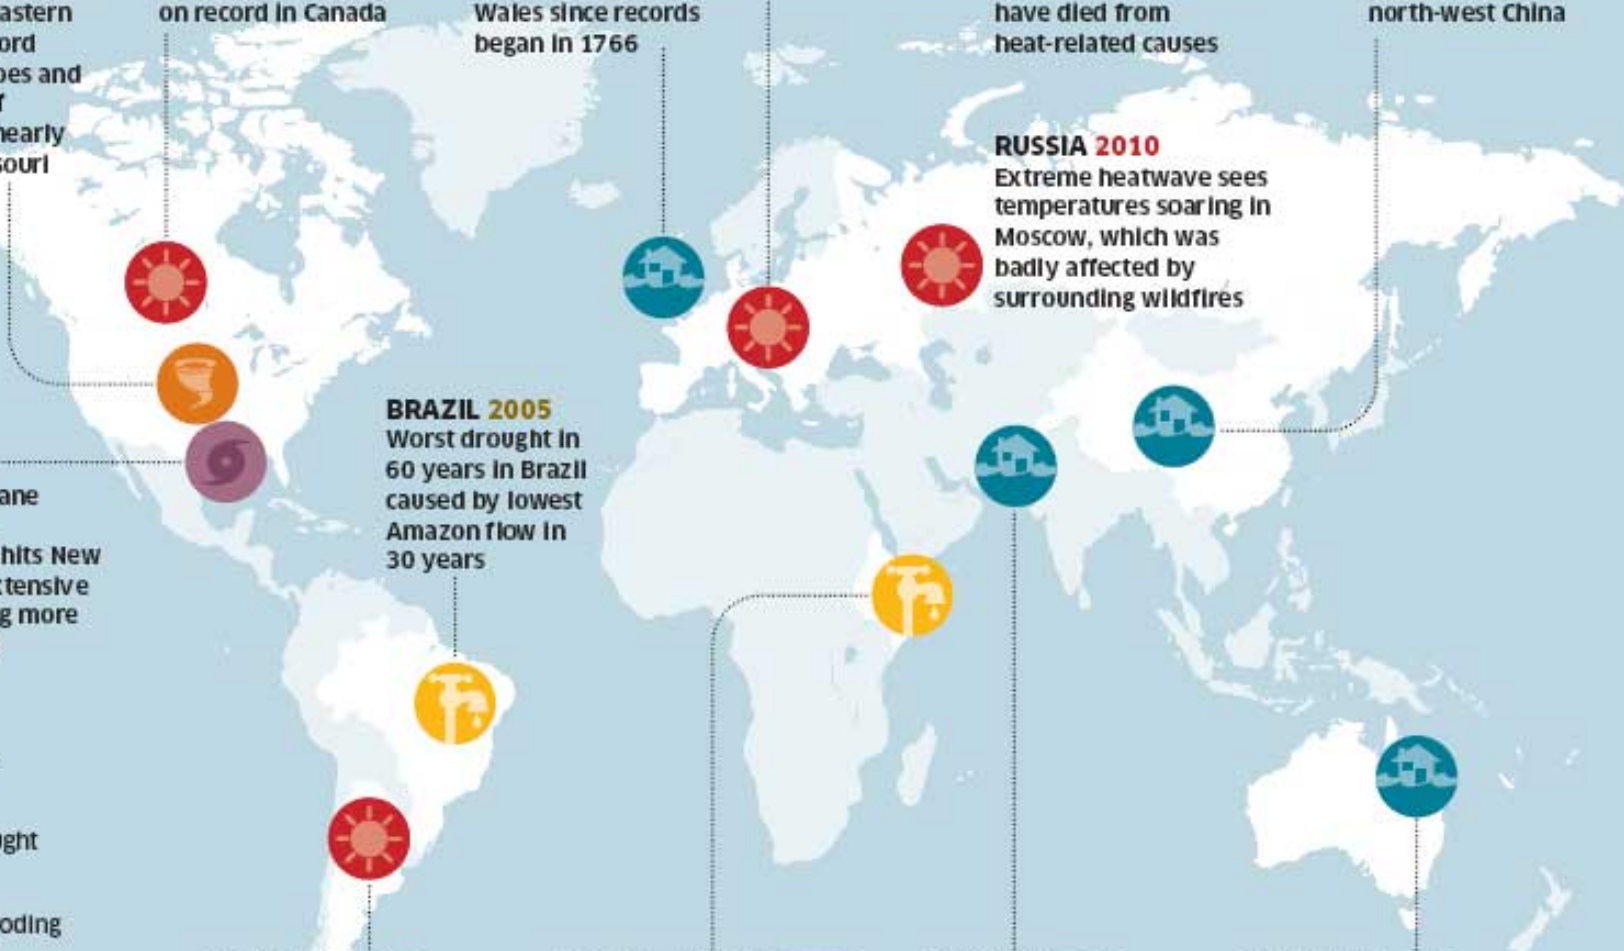 astern
ord
oes and
f
nearly
souri
on record in Canada
Wales since records
began in 1766
have died from
heat-related causes
north-west China
RUSSIA 2010
Extreme heatwave sees
temperatures soaring in
Moscow, which was
badly affected by
surrounding wildfires
BRAZIL 2005
Worst drought in
60 years in Brazil
caused by lowest
Amazon flow in
30 years
ane
hits New
xtensive
g more
ught
oding